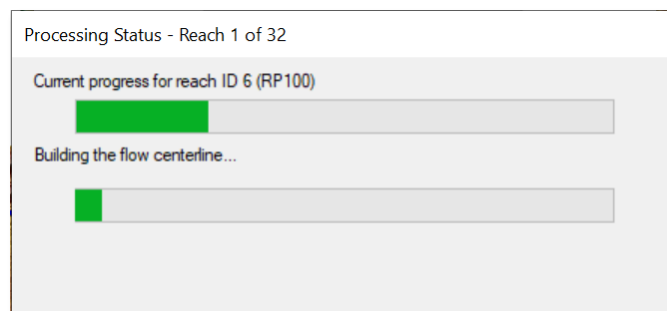 Processing Status - Reach 1 of 32
Current progress for reach ID 6 (RP100)
Building the flow centerline...